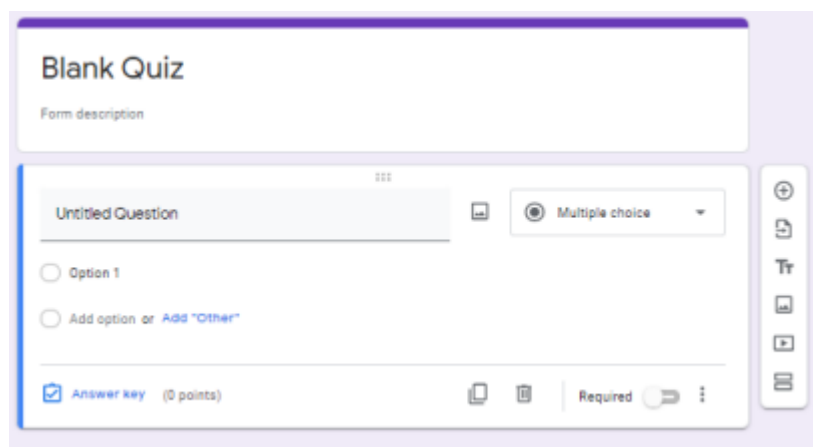 Blank Quiz
Form description
Untitled Question
Multiple choice
Option 1
Add option or Add "Other"
Tт
Answer key (0 points)
Required